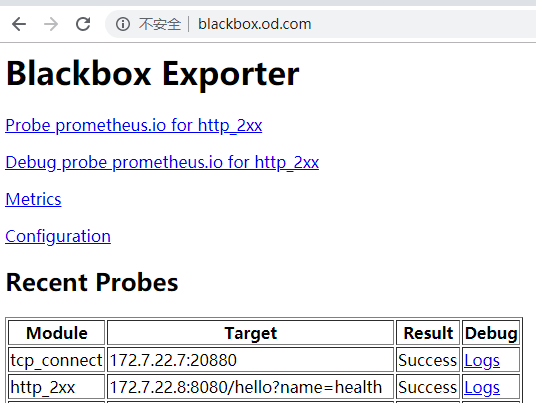 不安全 | blackbox.od.com
Blackbox Exporter
Probe prometheus.io for http_2xx
Debug probe prometheus.io for http_2xx
Metrics
Configuration
Recent Probes
Module Target Result Debug
tcp_connect 172.7.22.7:20880 Success Logs
http_2xx 172.7.22.8:8080/hello?name=health Success Logs